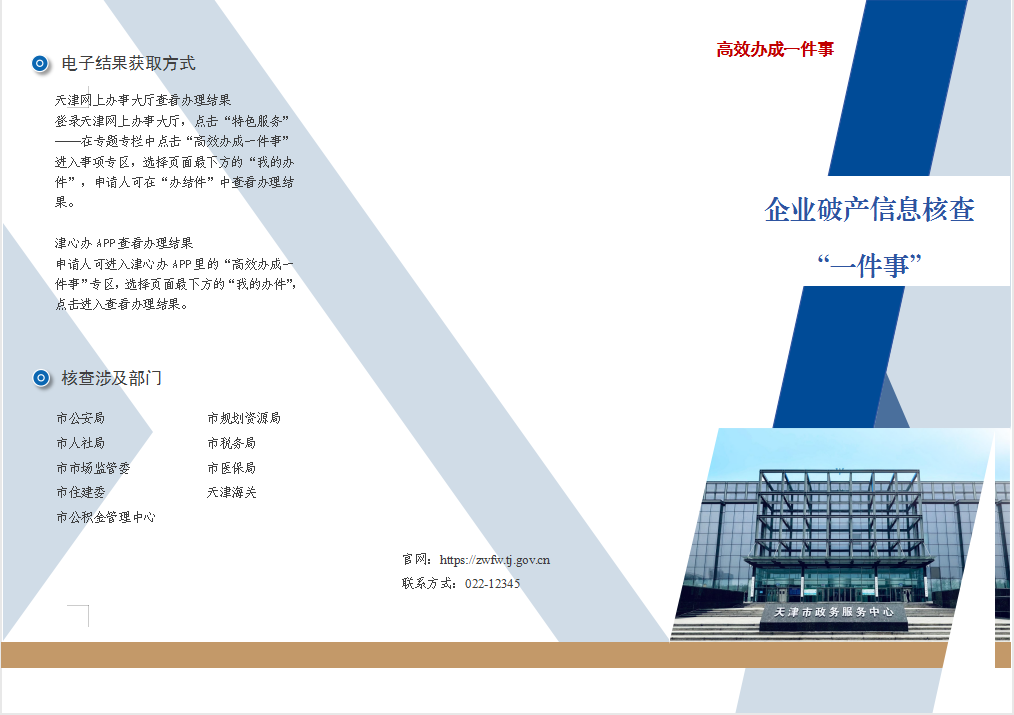 电子结果获取方式
天津网上办事大厅查看办理结果
登录天津网上办事大厅，点击“特色服务”
——在专题专栏中点击“高效办成一件事”
进入事项专区，选择页面最下方的“我的办
件”，申请人可在“办结件”中查看办理结
果。
津心办 APP 查看办理结果
申请人可进入津心办 APP 里的“高效办成一
件事”专区，选择页面最下方的“我的办件”，
点击进入查看办理结果。
核查涉及部门
市公安局
市人社局
市市场监管委
市住建委
市公积金管理中心
市规划资源局
市税务局
市医保局
天津海关
官网：https://zwfw.tj.gov.cn
联系方式：022-12345
高效办成一件事
企业破产信息核查
“一件事”
天津市政务服务中心